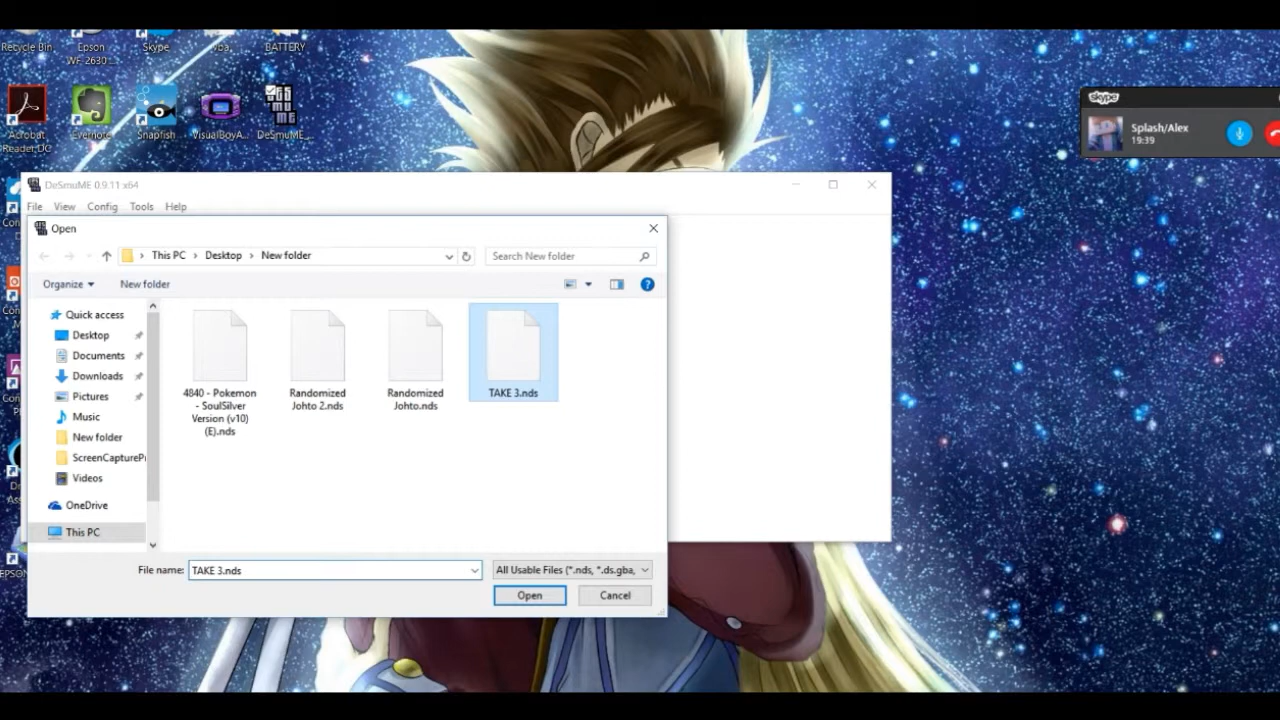 Recycle Bin
Epson
WF-2630 ...
Skype
vba
BATTERY
Acrobat
Reader DC
Evernote
Snapfish
VisualBoyA...
DeSmuME_...
skype
Splash/Alex
19:39
DeSmuME 0.9.11 x64
File View Config Tools Help
Open
This PC > Desktop > New folder
Search New folder
Organize
New folder
Quick access
Desktop
Documents
Downloads
Pictures
Music
New folder
ScreenCapturePr
Videos
OneDrive
This PC
4840 - Pokemon
- SoulSilver
Version (v10)
(E).nds
Randomized
Johto 2.nds
Randomized
Johto.nds
TAKE 3.nds
File name:
TAKE 3.nds
All Usable Files (*.nds, *.ds.gba,
Open
Cancel